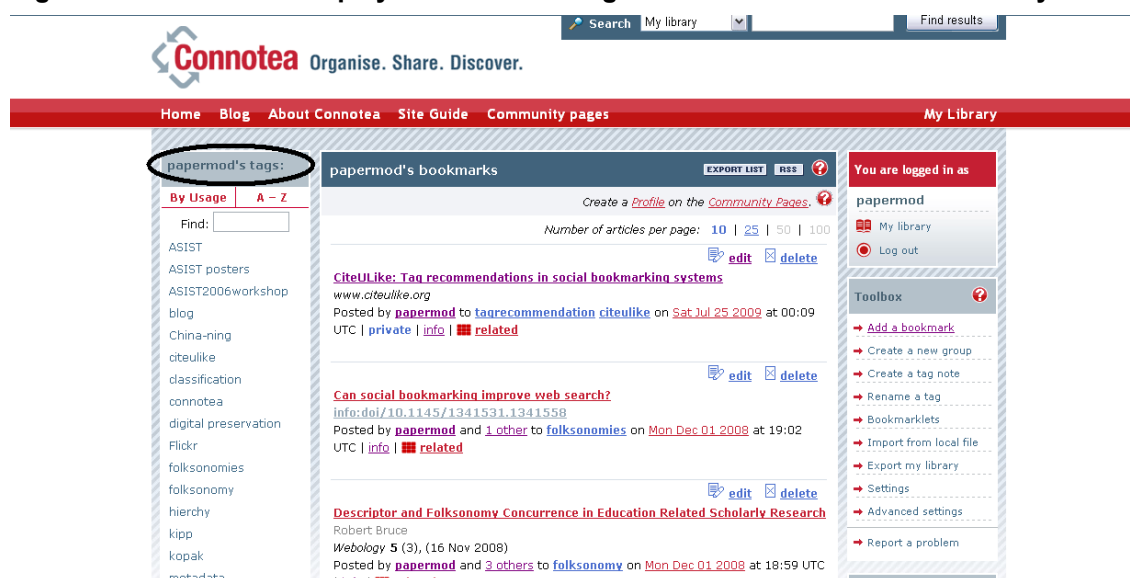 Search My library Find results
Connotea Organise. Share. Discover.
Home Blog About Connotea Site Guide Community pages My Library
papermod's tags:
By Usage A – Z
Find:
ASIST
ASIST posters
ASIST2006workshop
blog
China-ning
citeulike
classification
connotea
digital preservation
Flickr
folksonomies
folksonomy
hierchy
kipp
kopak
metadata
papermod's bookmarks EXPORT LIST RSS ?
Create a Profile on the Community Pages. ?
Number of articles per page: 10 | 25 | 50 | 100
edit delete
CiteULike: Tag recommendations in social bookmarking systems
www.citeulike.org
Posted by papermod to tagrecommendation citeulike on Sat Jul 25 2009 at 00:09
UTC | private | info | related
edit delete
Can social bookmarking improve web search?
info:doi/10.1145/1341531.1341558
Posted by papermod and 1 other to folksonomies on Mon Dec 01 2008 at 19:02
UTC | info | related
edit delete
Descriptor and Folksonomy Concurrence in Education Related Scholarly Research
Robert Bruce
Webology 5 (3), (16 Nov 2008)
Posted by papermod and 3 others to folksonomy on Mon Dec 01 2008 at 18:59 UTC
You are logged in as
papermod
My library
Log out
Toolbox ?
Add a bookmark
Create a new group
Create a tag note
Rename a tag
Bookmarklets
Import from local file
Export my library
Settings
Advanced settings
Report a problem